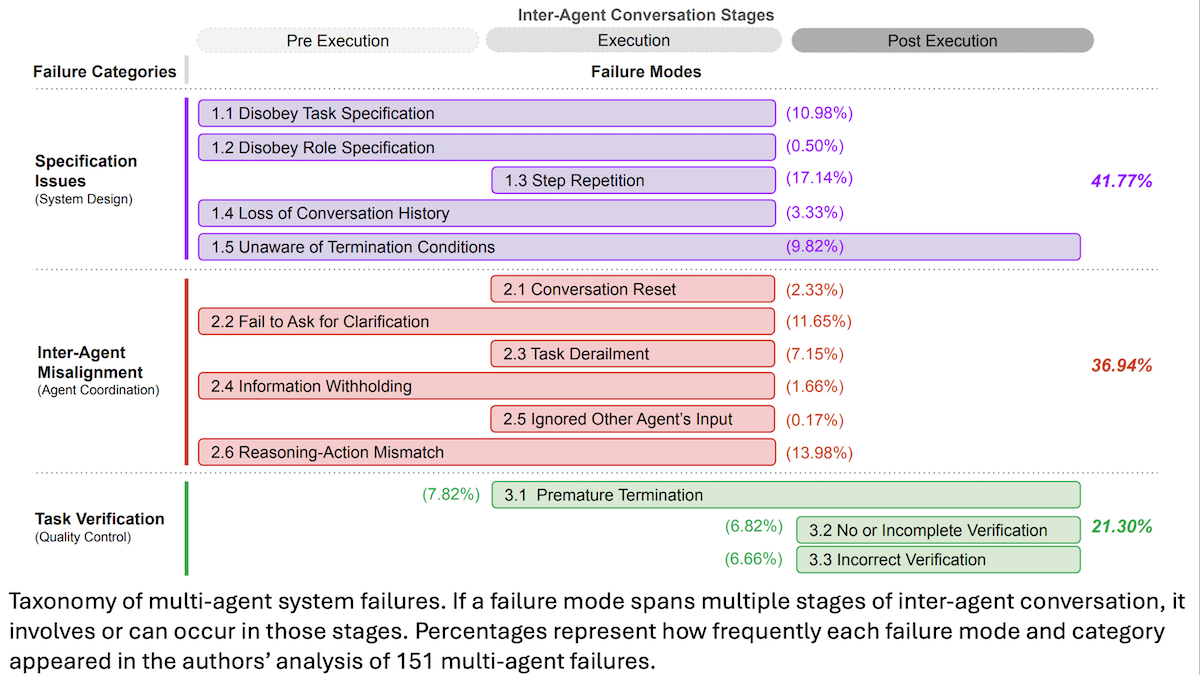 Inter-Agent Conversation Stages
Pre Execution
Execution
Post Execution
Failure Categories
Failure Modes
Specification
Issues
(System Design)
1.1 Disobey Task Specification
(10.98%)
1.2 Disobey Role Specification
(0.50%)
1.3 Step Repetition
(17.14%)
1.4 Loss of Conversation History
(3.33%)
1.5 Unaware of Termination Conditions
(9.82%)
41.77%
Inter-Agent
Misalignment
(Agent Coordination)
2.1 Conversation Reset
(2.33%)
2.2 Fail to Ask for Clarification
(11.65%)
2.3 Task Derailment
(7.15%)
2.4 Information Withholding
(1.66%)
2.5 Ignored Other Agent's Input
(0.17%)
2.6 Reasoning-Action Mismatch
(13.98%)
36.94%
Task Verification
(Quality Control)
(7.82%)
3.1 Premature Termination
(6.82%)
3.2 No or Incomplete Verification
(6.66%)
3.3 Incorrect Verification
21.30%
Taxonomy of multi-agent system failures. If a failure mode spans multiple stages of inter-agent conversation, it
involves or can occur in those stages. Percentages represent how frequently each failure mode and category
appeared in the authors' analysis of 151 multi-agent failures.